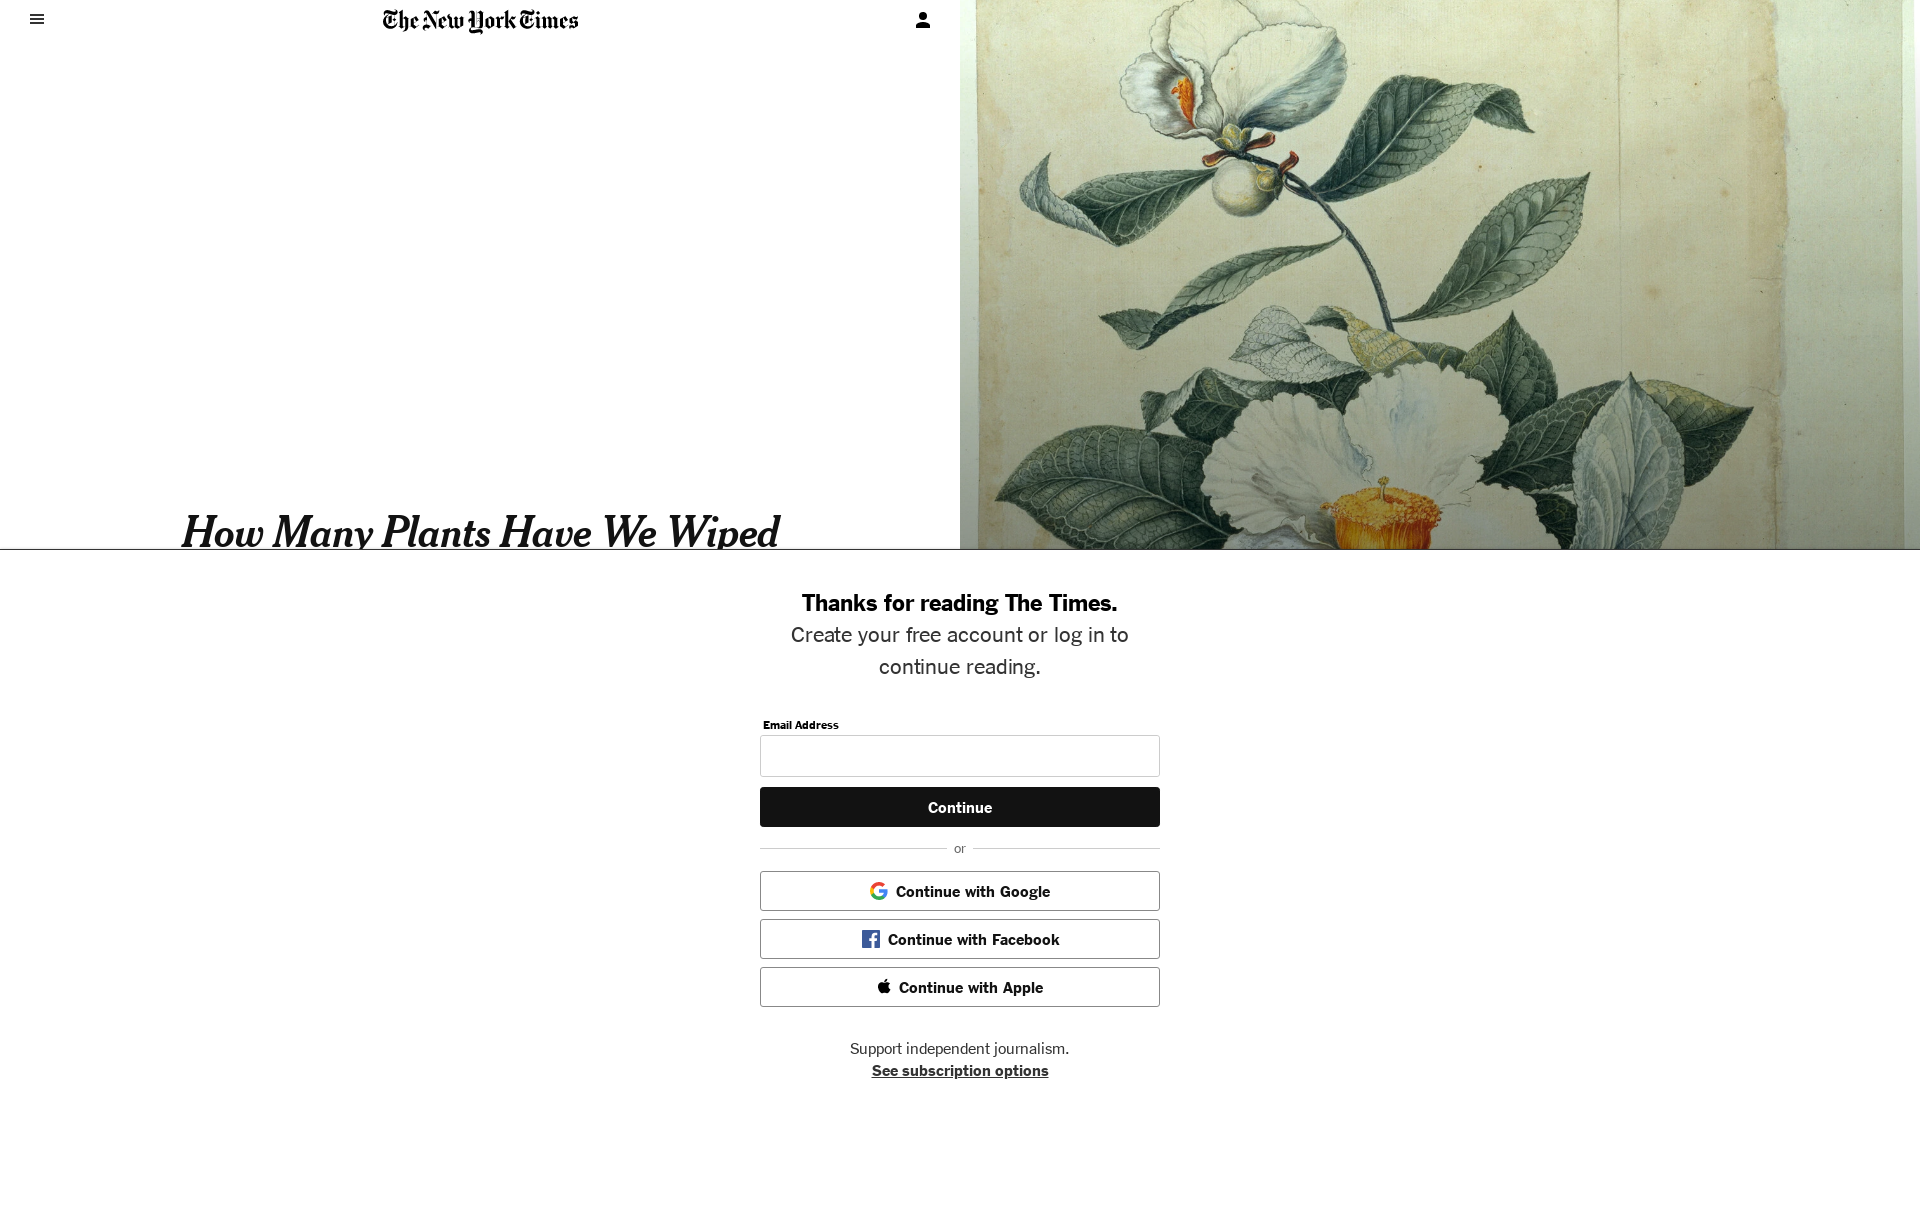 The New York Times
How Many Plants Have We Wiped
Thanks for reading The Times.
Create your free account or log in to
continue reading.
Email Address
Continue
or
Continue with Google
Continue with Facebook
Continue with Apple
Support independent journalism.
See subscription options